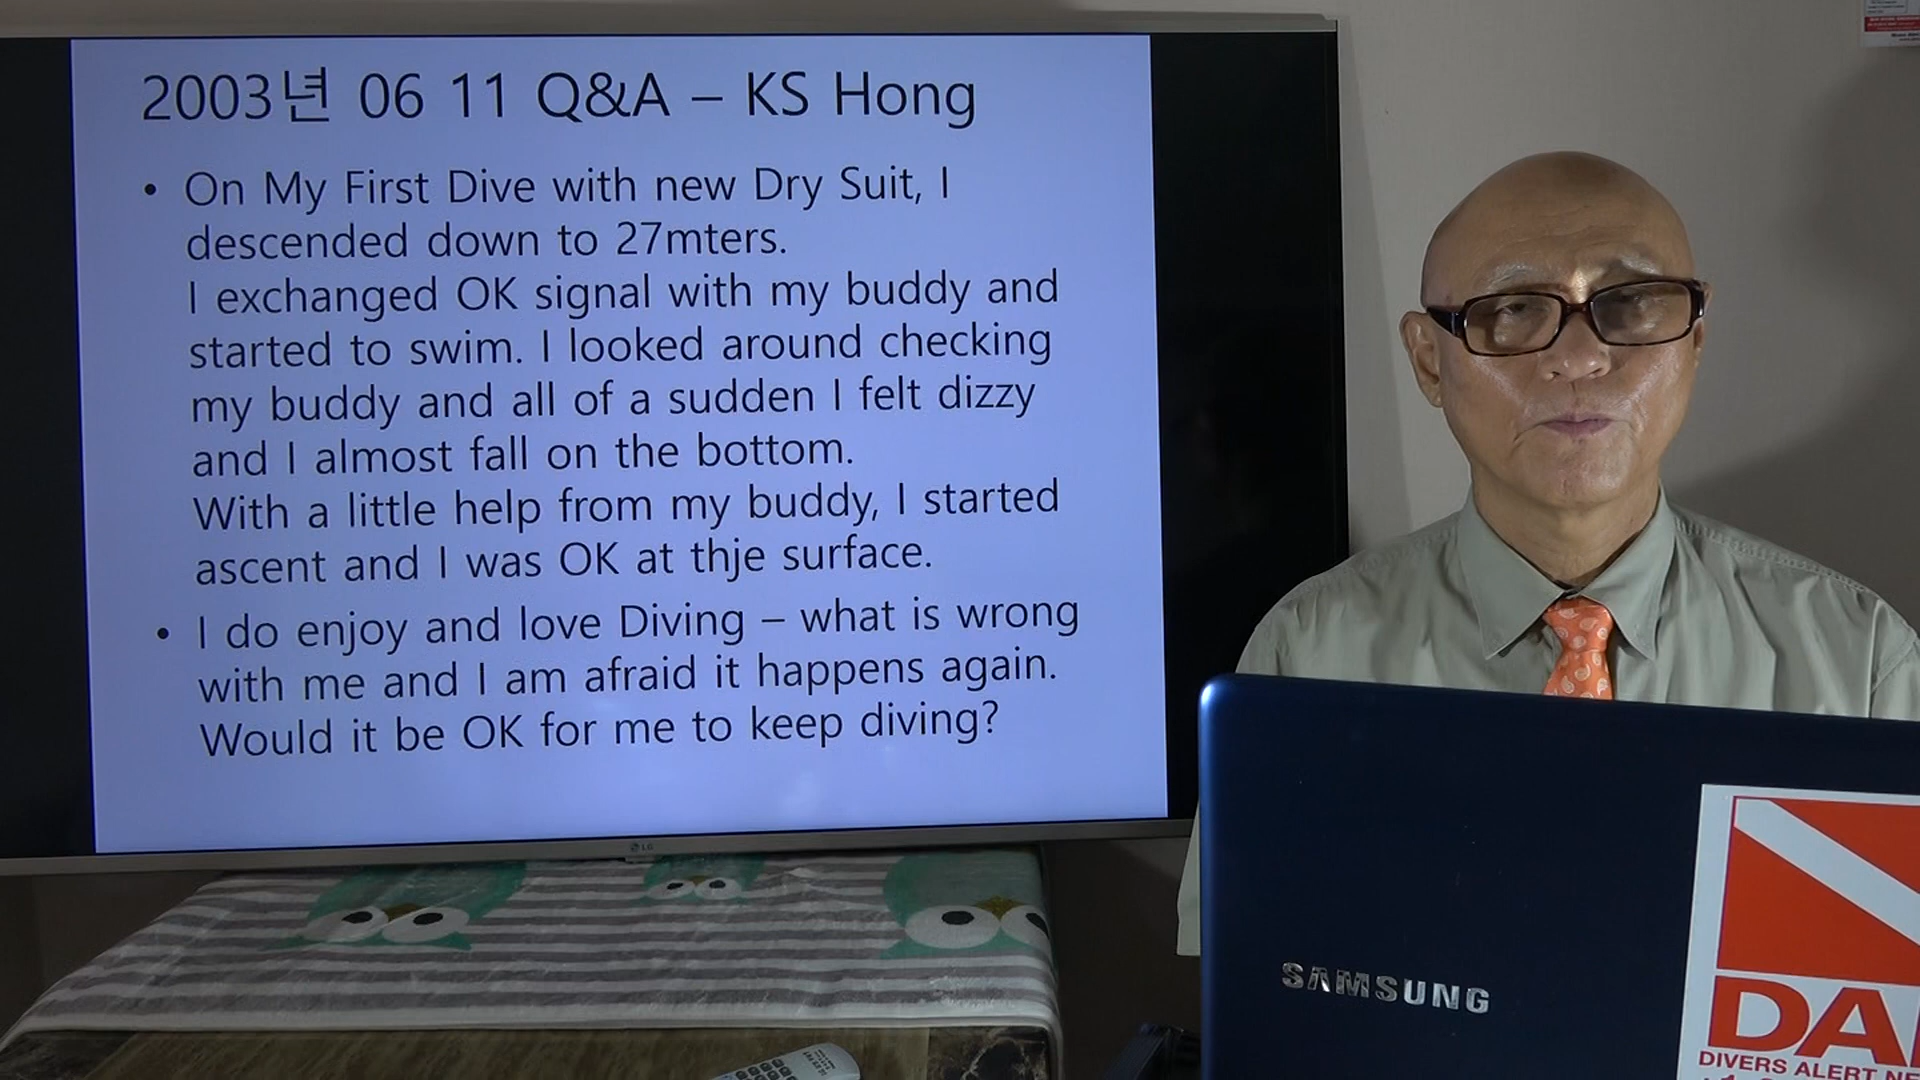 2003년 06 11 Q&A – KS Hong
• On My First Dive with new Dry Suit, I
descended down to 27mters.
I exchanged OK signal with my buddy and
started to swim. I looked around checking
my buddy and all of a sudden I felt dizzy
and I almost fall on the bottom.
With a little help from my buddy, I started
ascent and I was OK at thje surface.
• I do enjoy and love Diving – what is wrong
with me and I am afraid it happens again.
Would it be OK for me to keep diving?
LG
SAMSUNG
DA
DIVERS ALERT NE